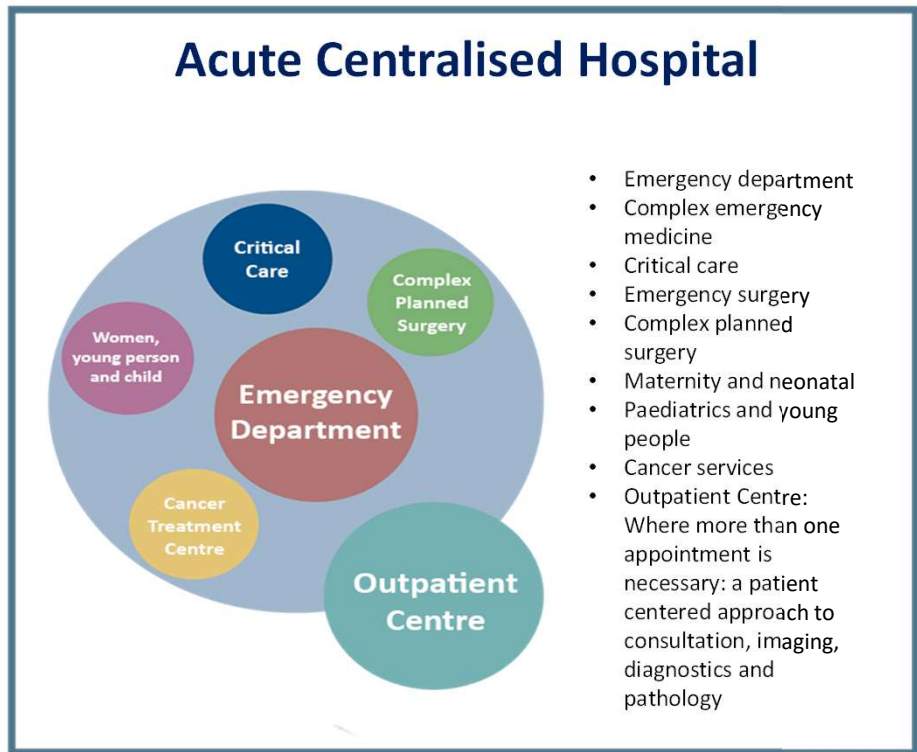 Acute Centralised Hospital
Critical
Care
Complex
Planned
Surgery
Women,
young person
and child
Emergency
Department
Cancer
Treatment
Centre
Outpatient
Centre
• Emergency department
• Complex emergency
medicine
• Critical care
• Emergency surgery
• Complex planned
surgery
• Maternity and neonatal
• Paediatrics and young
people
• Cancer services
• Outpatient Centre:
Where more than one
appointment is
necessary: a patient
centered approach to
consultation, imaging,
diagnostics and
pathology